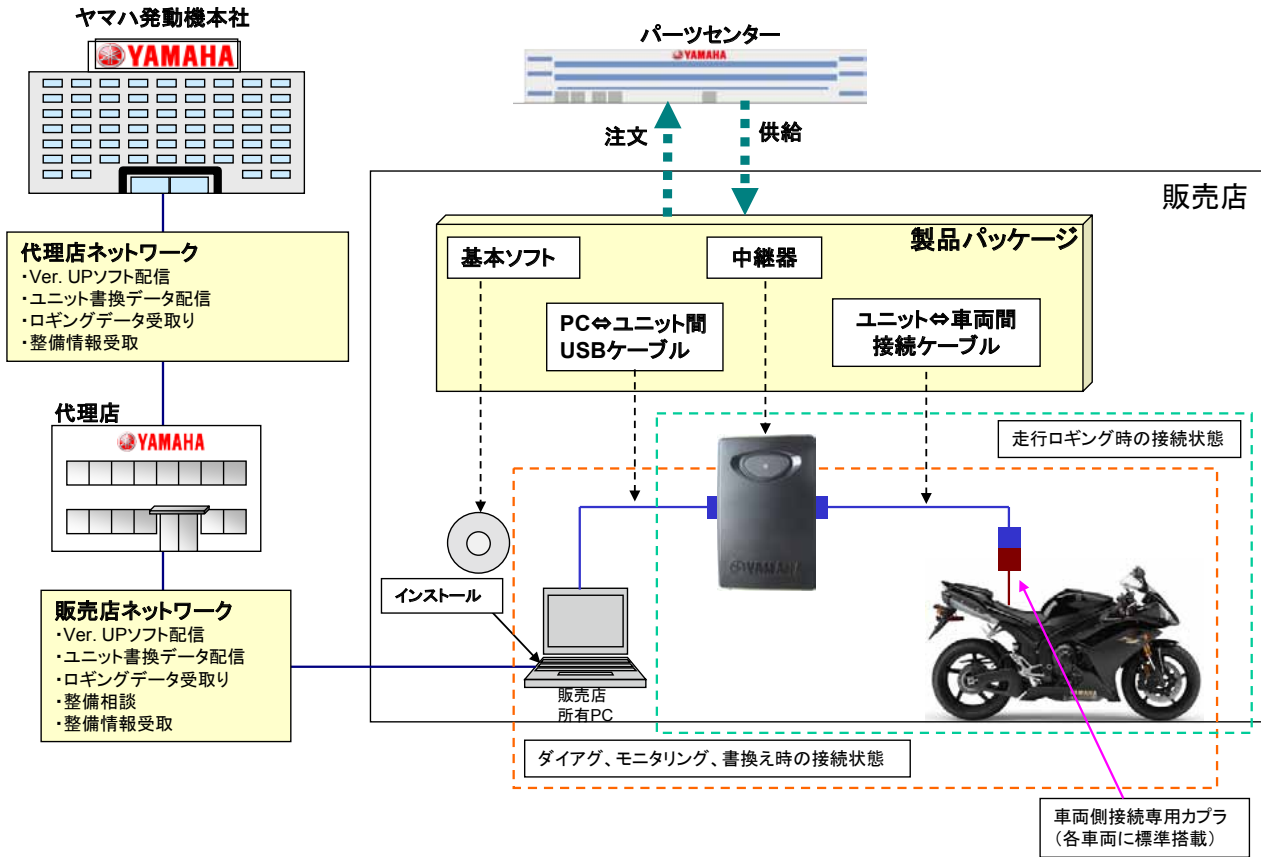 ヤマハ発動機本社
YAMAHA
パーツセンター
YAMAHA
注文
供給
販売店
代理店ネットワーク
・Ver. UPソフト配信
・ユニット書換データ配信
・ロギングデータ受取り
・整備情報受取
製品パッケージ
基本ソフト
中継器
PC⇔ユニット間
USBケーブル
ユニット⇔車両間
接続ケーブル
代理店
YAMAHA
走行ロギング時の接続状態
YAMAHA
インストール
販売店ネットワーク
・Ver. UPソフト配信
・ユニット書換データ配信
・ロギングデータ受取り
・整備相談
・整備情報受取
販売店
所有PC
YAMAHA
ダイアグ、モニタリング、書換え時の接続状態
車両側接続専用カプラ
（各車両に標準搭載）